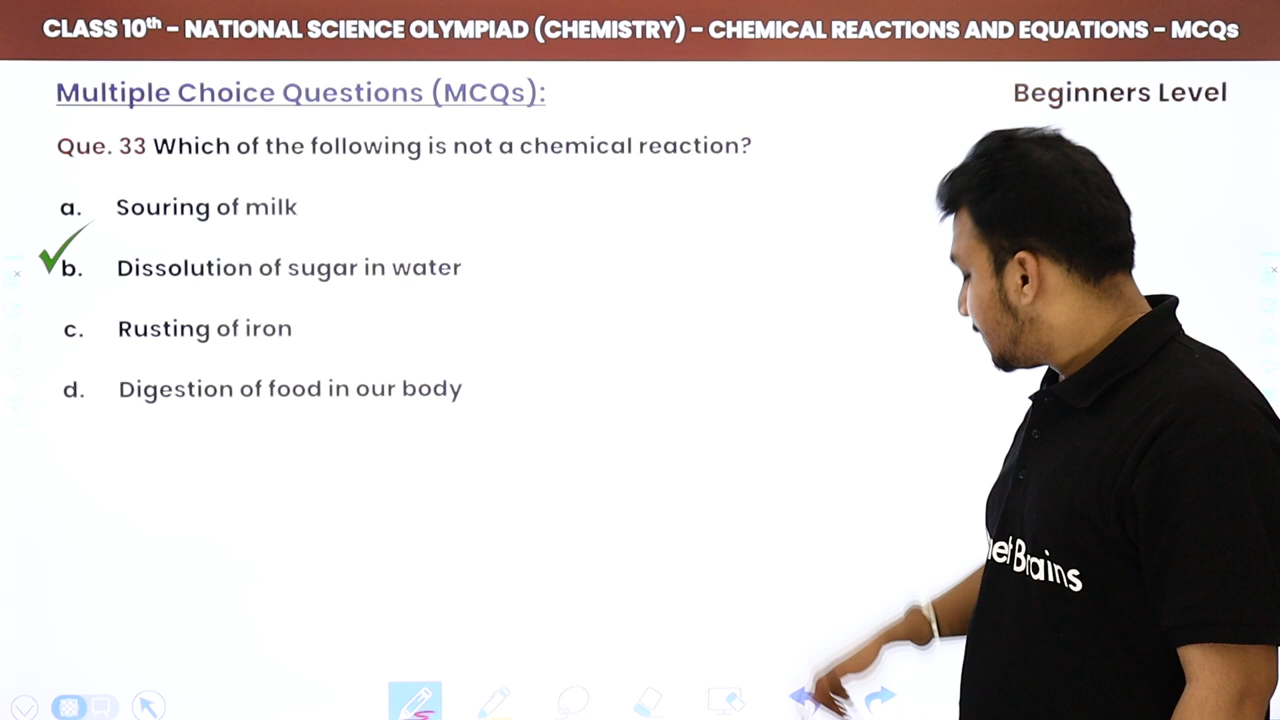 CLASS 10th - NATIONAL SCIENCE OLYMPIAD (CHEMISTRY) - CHEMICAL REACTIONS AND EQUATIONS - MCQs
Multiple Choice Questions (MCQs):
Beginners Level
Que. 33 Which of the following is not a chemical reaction?
a. Souring of milk
b. Dissolution of sugar in water
c. Rusting of iron
d. Digestion of food in our body
Brains